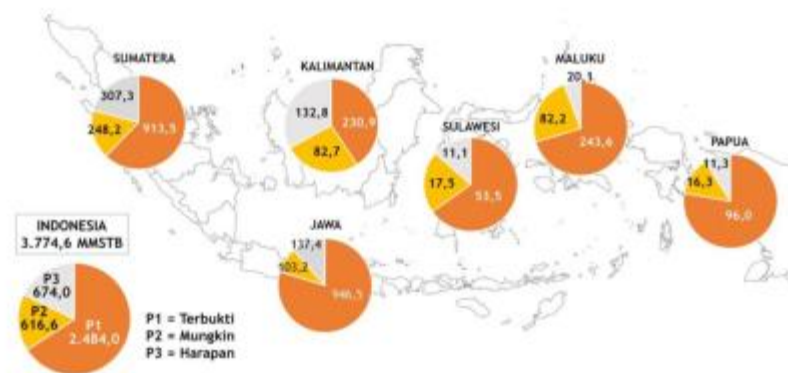 SUMATERA
307,3
248,2
913,5
KALIMANTAN
132,8
230,9
82,7
SULAWESI
11,1
17,5
53,5
MALUKU
20,1
82,2
243,6
PAPUA
11,3
16,3
96,0
JAWA
137,4
103,2
946,5
INDONESIA
3.774,6 MMSTB
P3
674,0
P2
616,6
P1
2.484,0
P1 = Terbukti
P2 = Mungkin
P3 = Harapan